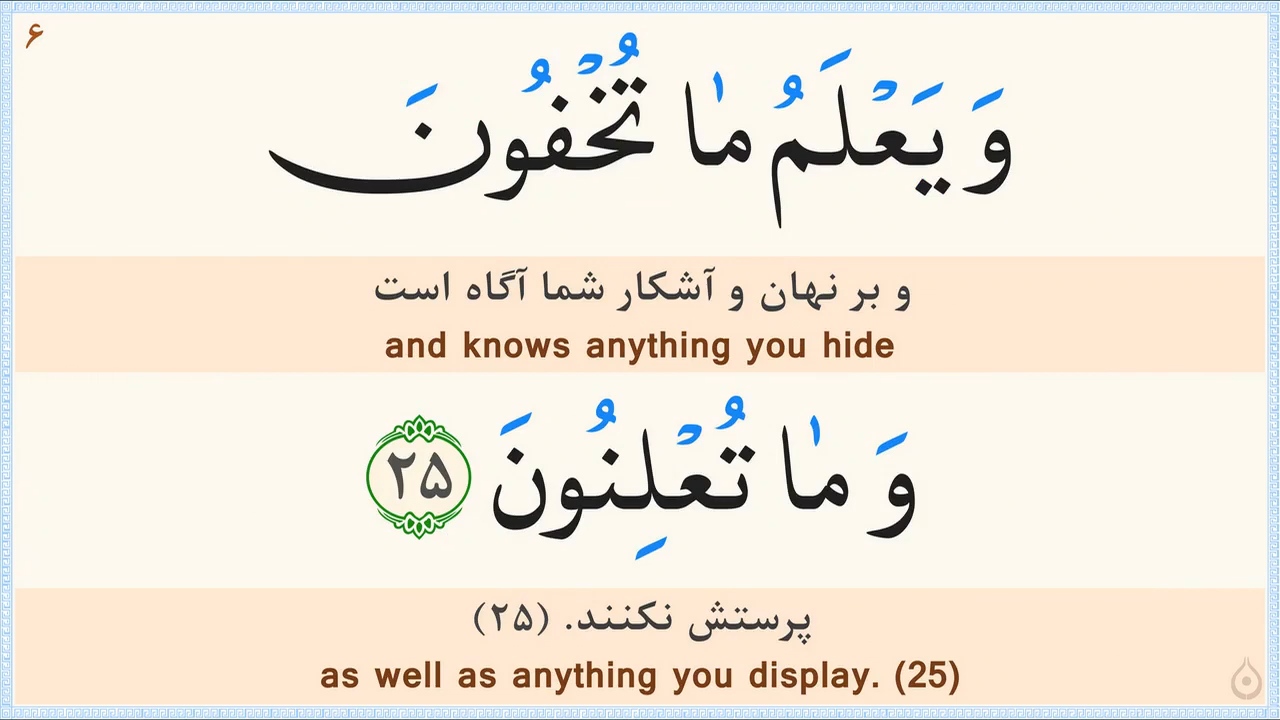 ۶
وَ يَعْلَمُ مٰا تُخْفُونَ
و بر نهان و آشکار شما آگاه است
and knows anything you hide
وَ مٰا تُعْلِنُونَ ۲۵
پرستش نکنند. (۲۵)
as well as anything you display. (25)